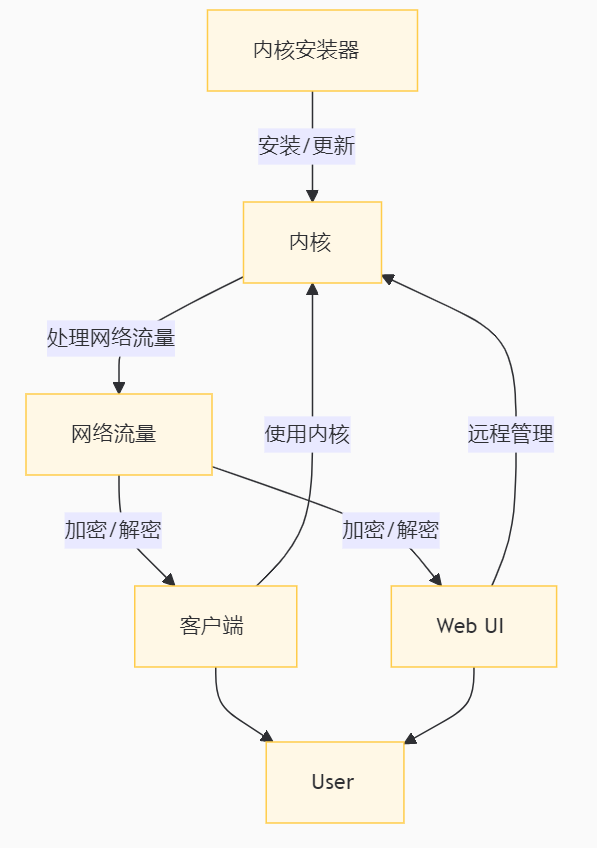 内核安装器
安装/更新
内核
处理网络流量
网络流量
使用内核
远程管理
加密/解密
加密/解密
客户端
Web UI
User